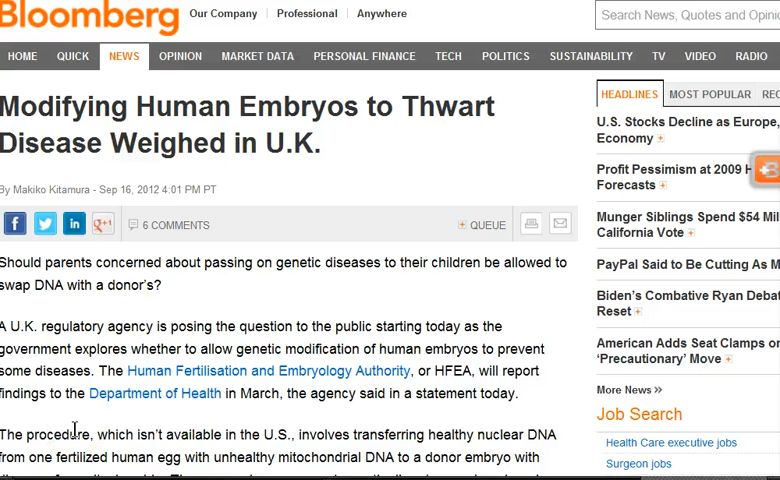 Bloomberg
Our Company | Professional | Anywhere
Search News, Quotes and Opinio
HOME QUICK NEWS OPINION MARKET DATA PERSONAL FINANCE TECH POLITICS SUSTAINABILITY TV VIDEO RADIO
Modifying Human Embryos to Thwart
Disease Weighed in U.K.
By Makiko Kitamura - Sep 16, 2012 4:01 PM PT
f in g+1 6 COMMENTS + QUEUE
Should parents concerned about passing on genetic diseases to their children be allowed to
swap DNA with a donor's?
A U.K. regulatory agency is posing the question to the public starting today as the
government explores whether to allow genetic modification of human embryos to prevent
some diseases. The Human Fertilisation and Embryology Authority, or HFEA, will report
findings to the Department of Health in March, the agency said in a statement today.
The procedure, which isn't available in the U.S., involves transferring healthy nuclear DNA
from one fertilized human egg with unhealthy mitochondrial DNA to a donor embryo with
HEADLINES MOST POPULAR REC
U.S. Stocks Decline as Europe,
Economy +
Profit Pessimism at 2009 H
Forecasts +
Munger Siblings Spend $54 Mil
California Vote +
PayPal Said to Be Cutting As M
Biden's Combative Ryan Deba
Reset +
American Adds Seat Clamps or
'Precautionary' Move +
More News »
Job Search
Health Care executive jobs
Surgeon jobs